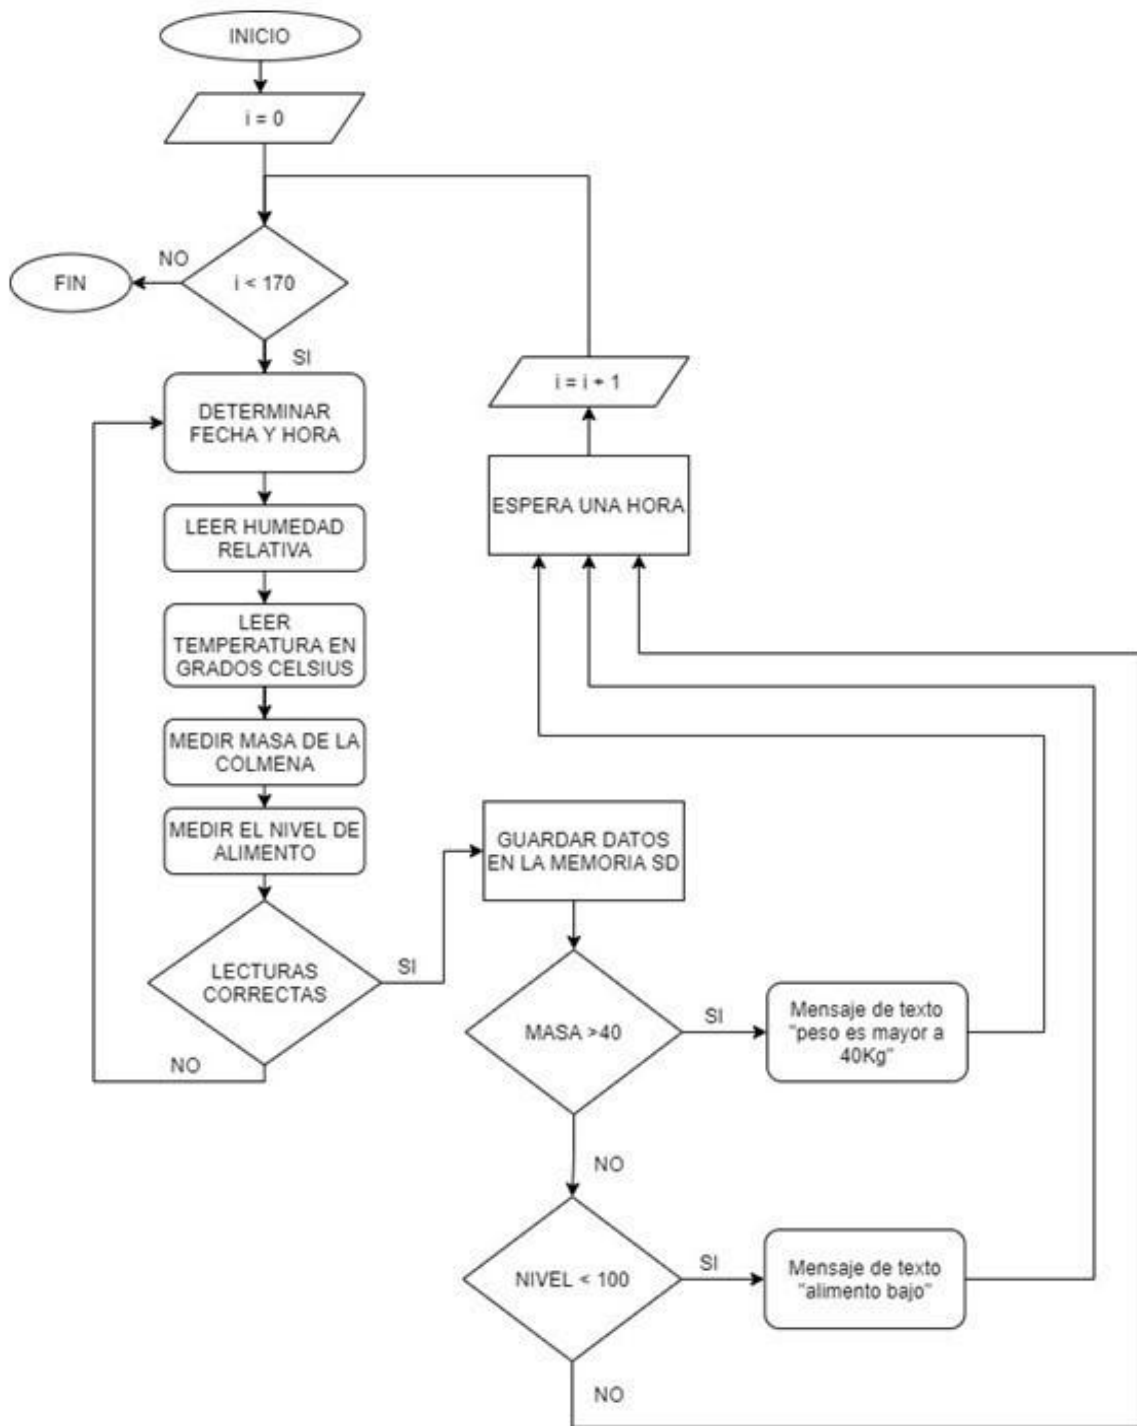 INICIO
i = 0
i < 170
NO
FIN
SI
DETERMINAR
FECHA Y HORA
LEER HUMEDAD
RELATIVA
LEER
TEMPERATURA EN
GRADOS CELSIUS
MEDIR MASA DE LA
COLMENA
MEDIR EL NIVEL DE
ALIMENTO
LECTURAS
CORRECTAS
NO
SI
GUARDAR DATOS
EN LA MEMORIA SD
MASA >40
SI
Mensaje de texto
"peso es mayor a
40Kg"
NO
NIVEL < 100
SI
Mensaje de texto
"alimento bajo"
NO
ESPERA UNA HORA
i = i + 1